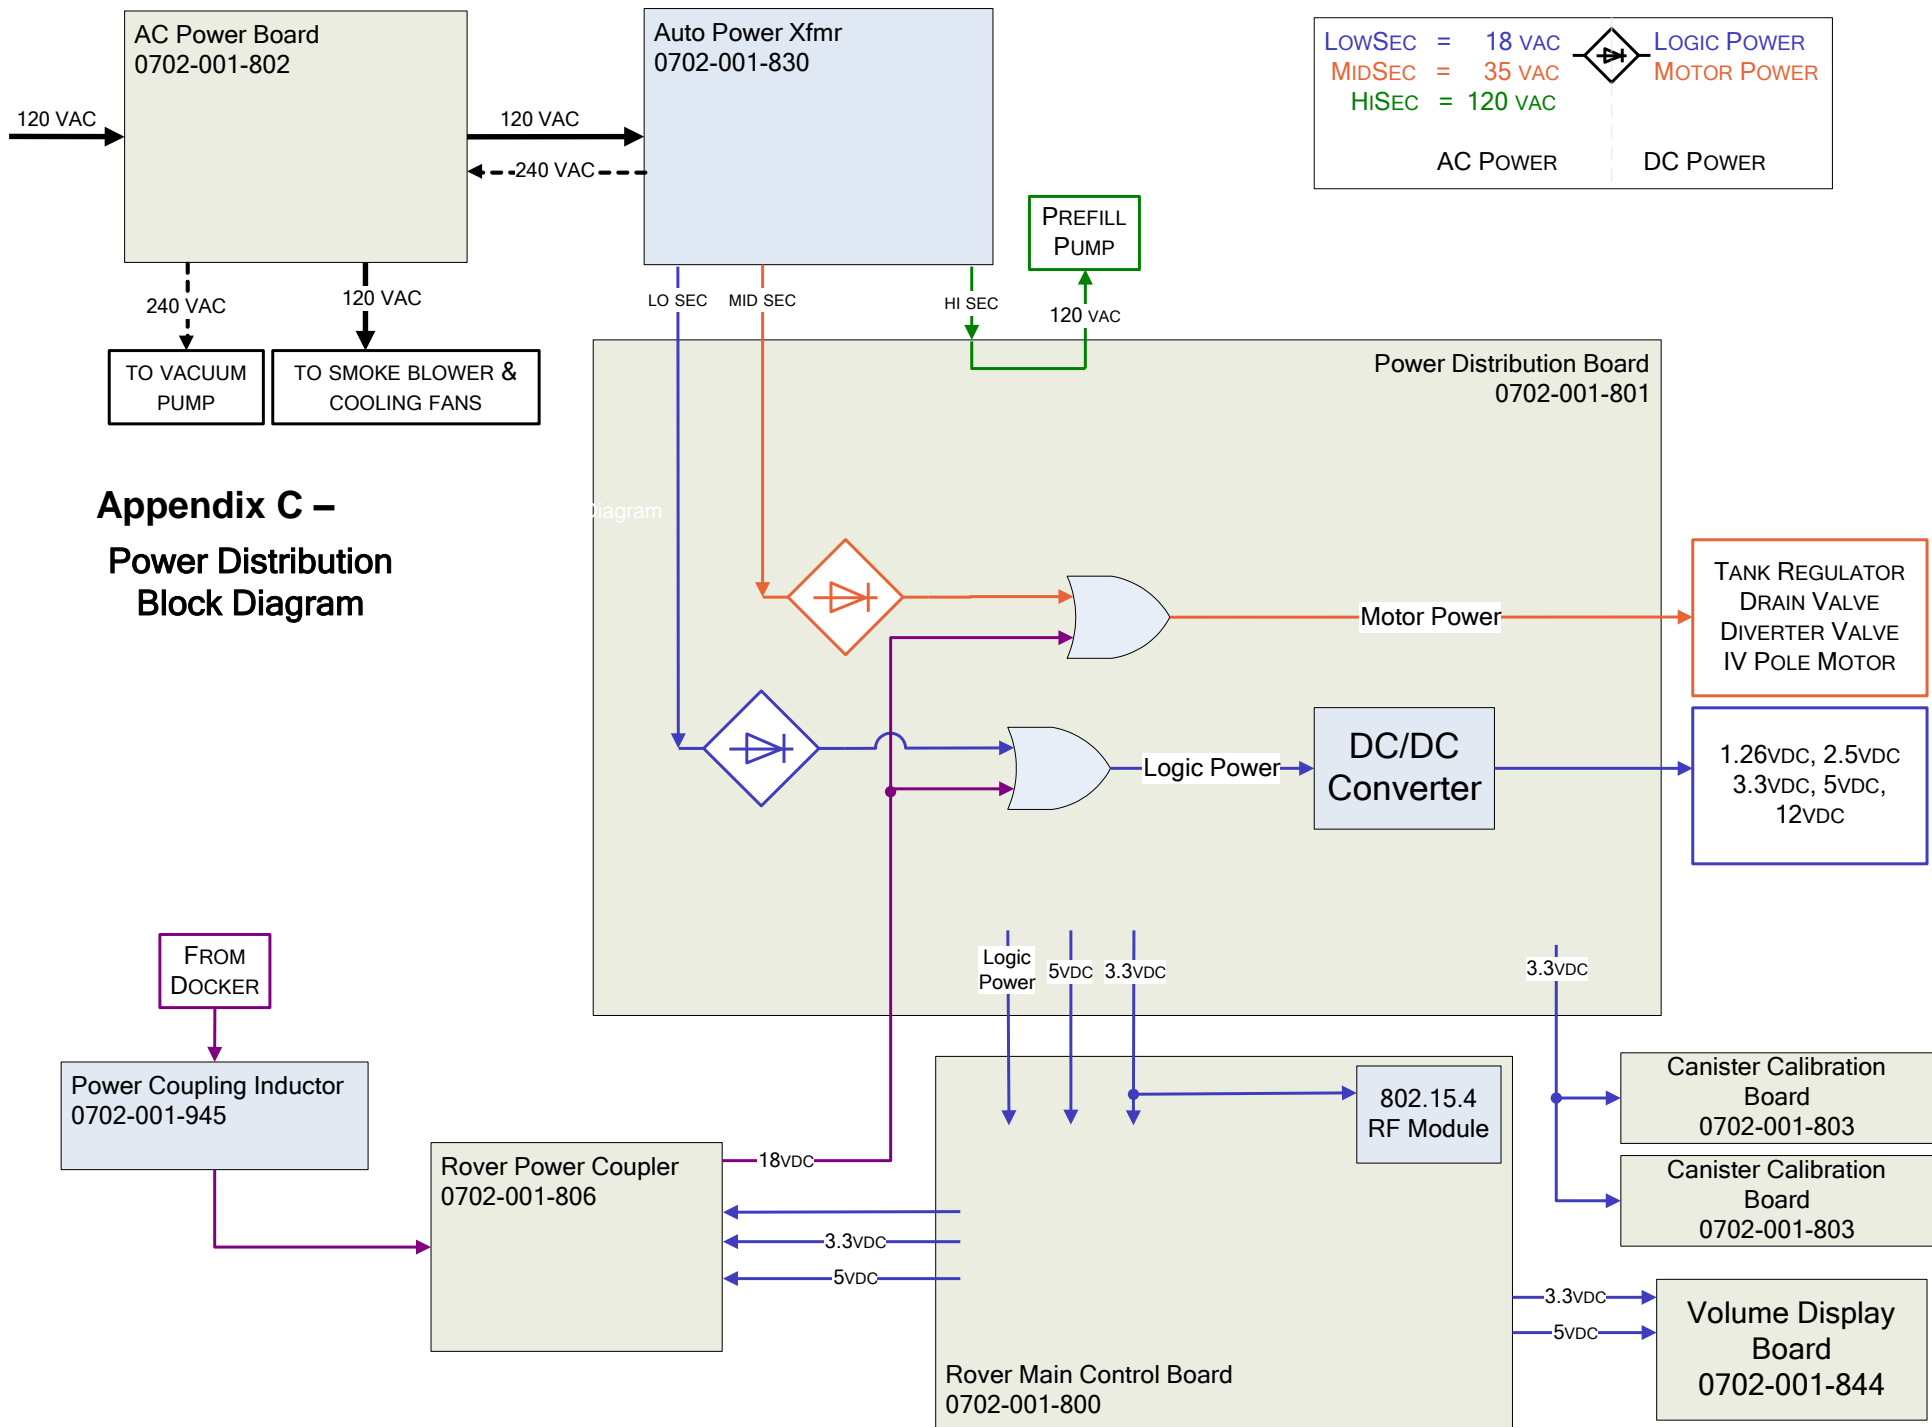 AC Power Board
0702-001-802
Auto Power Xfmr
0702-001-830
LOWSEC = 18 VAC
LOGIC POWER
MIDSEC = 35 VAC
MOTOR POWER
HISEC = 120 VAC
AC POWER
DC POWER
120 VAC
120 VAC
240 VAC
240 VAC
120 VAC
TO VACUUM
PUMP
TO SMOKE BLOWER &
COOLING FANS
LO SEC
MID SEC
HI SEC
120 VAC
PREFILL
PUMP
Power Distribution Board
0702-001-801
Appendix C –
Diagram
Power Distribution
Block Diagram
Motor Power
TANK REGULATOR
DRAIN VALVE
DIVERTER VALVE
IV POLE MOTOR
Logic Power
DC/DC
Converter
1.26VDC, 2.5VDC
3.3VDC, 5VDC,
12VDC
FROM
DOCKER
Logic
Power
5VDC
3.3VDC
3.3VDC
Power Coupling Inductor
0702-001-945
Rover Power Coupler
0702-001-806
18VDC
3.3VDC
5VDC
802.15.4
RF Module
Canister Calibration
Board
0702-001-803
Canister Calibration
Board
0702-001-803
3.3VDC
5VDC
Volume Display
Board
0702-001-844
Rover Main Control Board
0702-001-800